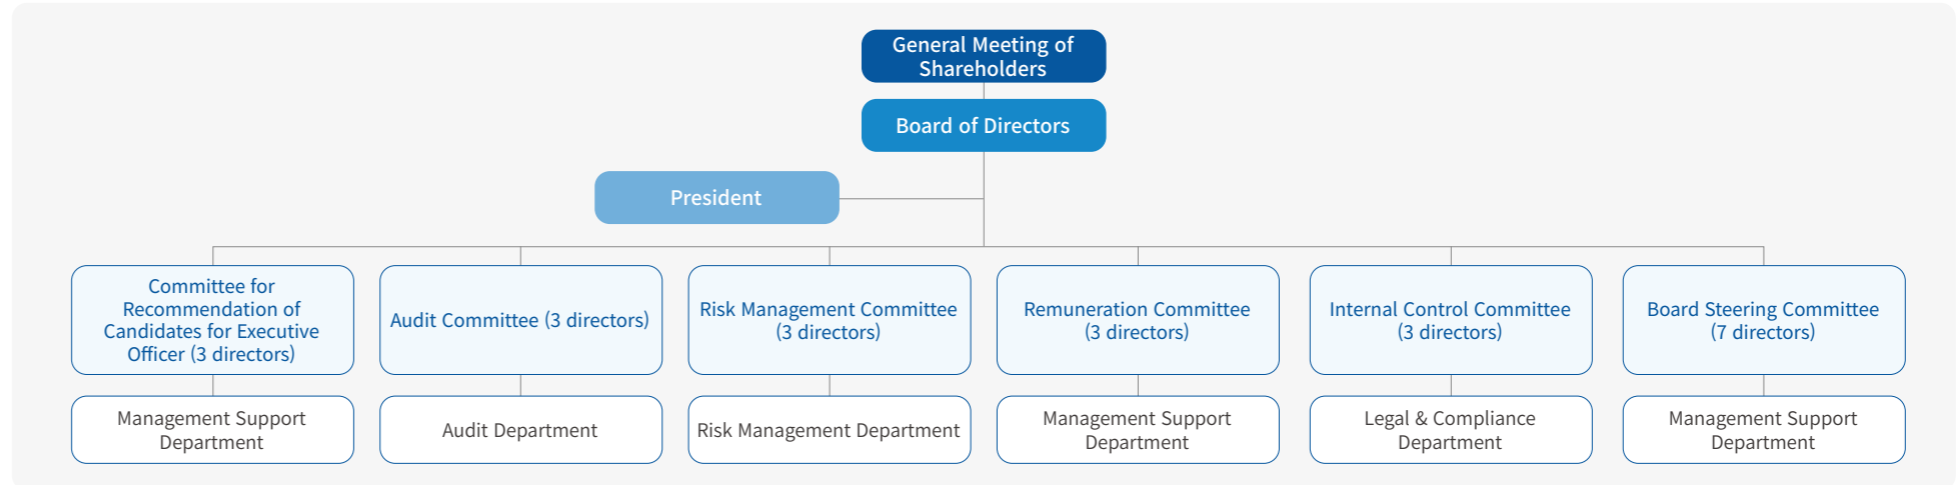 General Meeting of
Shareholders
Board of Directors
President
Committee for
Recommendation of
Candidates for Executive
Officer (3 directors)
Audit Committee (3 directors)
Risk Management Committee
(3 directors)
Remuneration Committee
(3 directors)
Internal Control Committee
(3 directors)
Board Steering Committee
(7 directors)
Management Support
Department
Audit Department
Risk Management Department
Management Support
Department
Legal & Compliance
Department
Management Support
Department